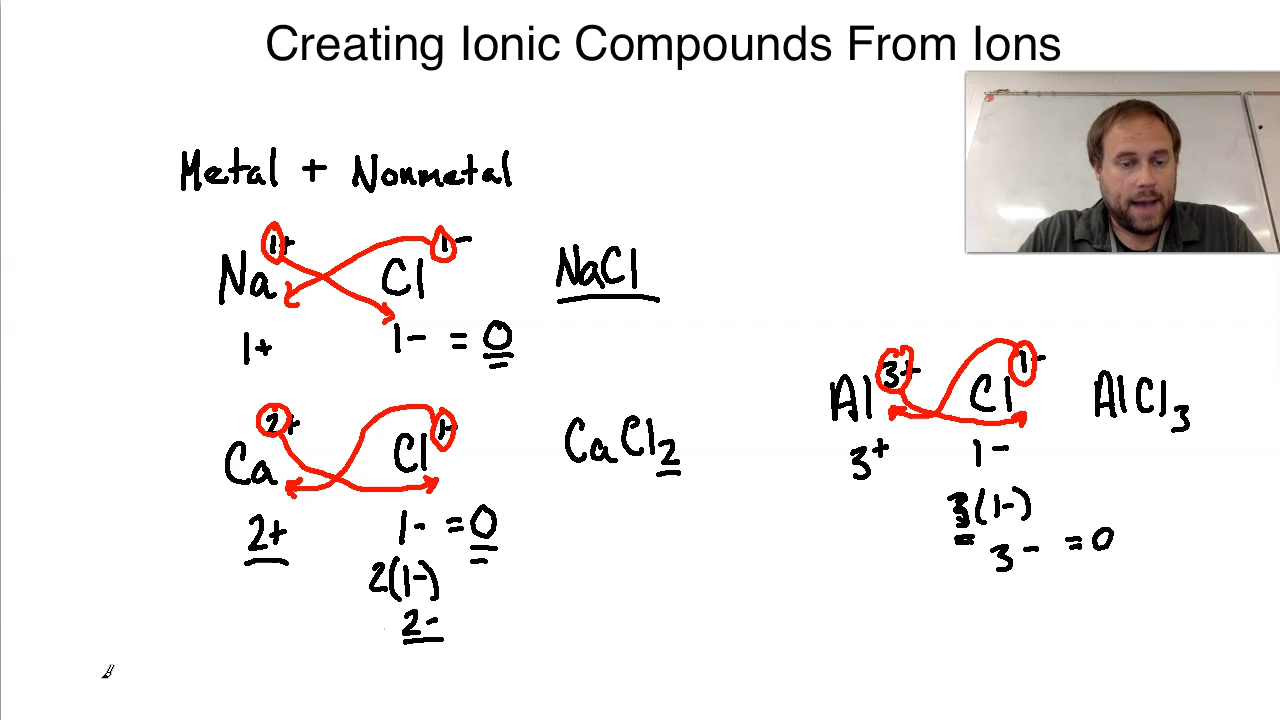 Creating Ionic Compounds From Ions
Metal + Nonmetal
Na 1+ Cl 1- NaCl
1+ 1- = 0
Ca 2+ Cl 1- CaCl2
2+ 1- = 0
2(1-)
2-
Al 3+ Cl 1- AlCl3
3+ 1-
3(1-)
3- = 0